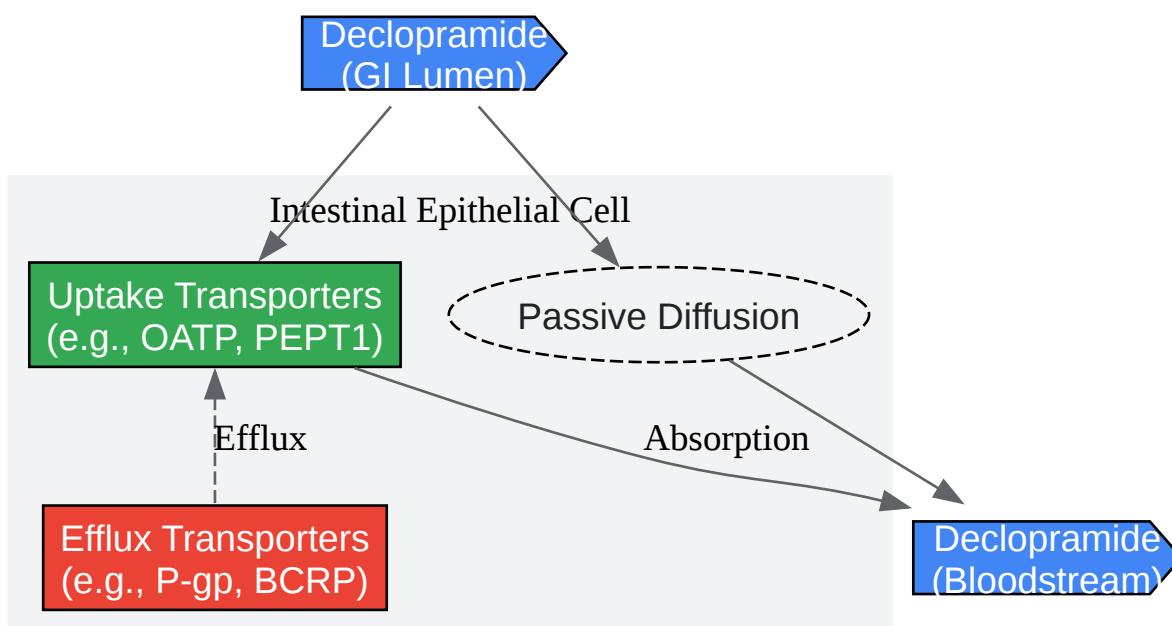 Declopramide
(GI Lumen)
Intestinal Epithelial Cell
Uptake Transporters
(e.g., OATP, PEPT1)
Passive Diffusion
Efflux
Absorption
Efflux Transporters
(e.g., P-gp, BCRP)
Declopramide
(Bloodstream)